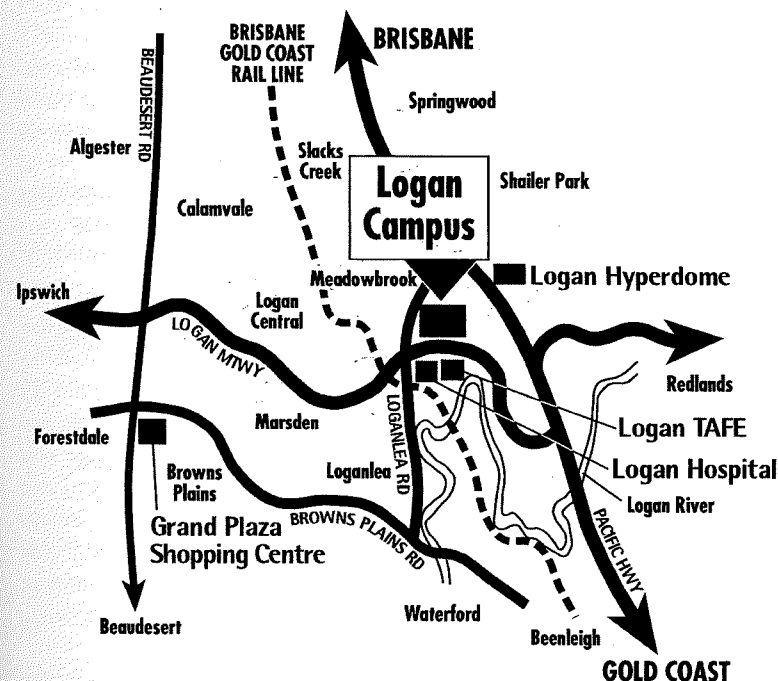 BRISBANE
GOLD COAST
RAIL LINE
BRISBANE
BEAUDESERT RD
Springwood
Algester
Slacks
Creek
Logan
Campus
Shailer Park
Calamvale
Meadowbrook
Logan Hyperdome
Ipswich
Logan
Central
LOGAN MTWY
Redlands
Marsden
LOGANLEA RD
Logan TAFE
Forestdale
Browns
Plains
Loganlea
Logan Hospital
Logan River
Grand Plaza
Shopping Centre
BROWNS PLAINS RD
PACIFIC HWY
Waterford
Beaudesert
Beenleigh
GOLD COAST